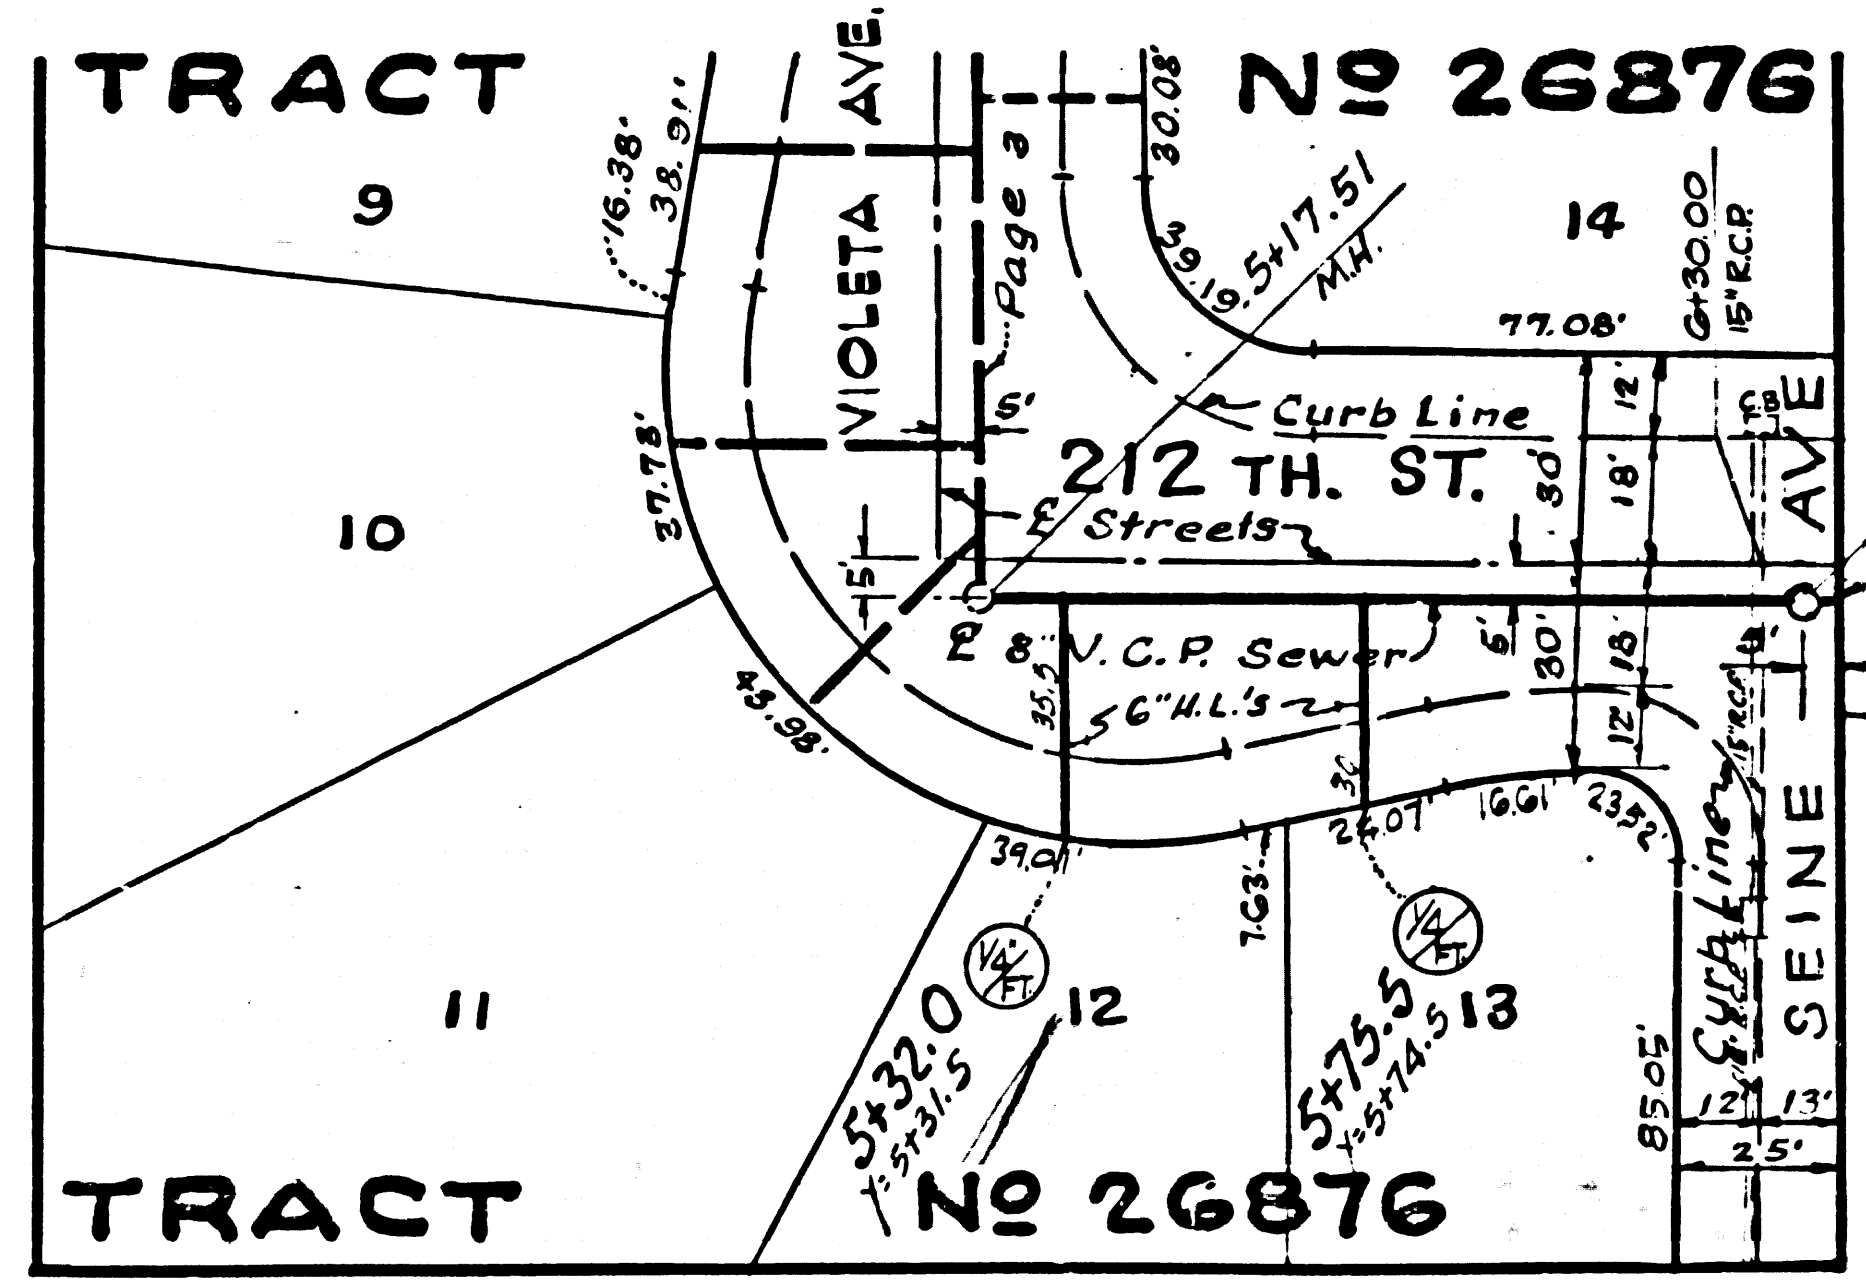 TRACT
No 26876
VIOLETA AVE.
16.38'
38.91'
9
Page 3
30.08'
39.19
5+17.51
M.H.
14
6+30.00
15" R.C.P.
77.08'
12'
C.B.
5'
Curb Line
212 TH. ST.
30'
18'
SEINE AVE
37.78'
10
℄ Streets
5'
℄ 8" V.C.P. Sewer
5'
30'
18'
35.5
6" H.L.'s
12'
15" R.C.P.
43.98'
30
39.01'
7.63'
24.07'
16.61'
23.52'
Curb Line
1/4" FT.
1/4 FT.
11
12
13
5+32.0
Y=5+31.5
5+75.5
Y=5+74.5
85.05'
12'
13'
25'
TRACT
No 26876